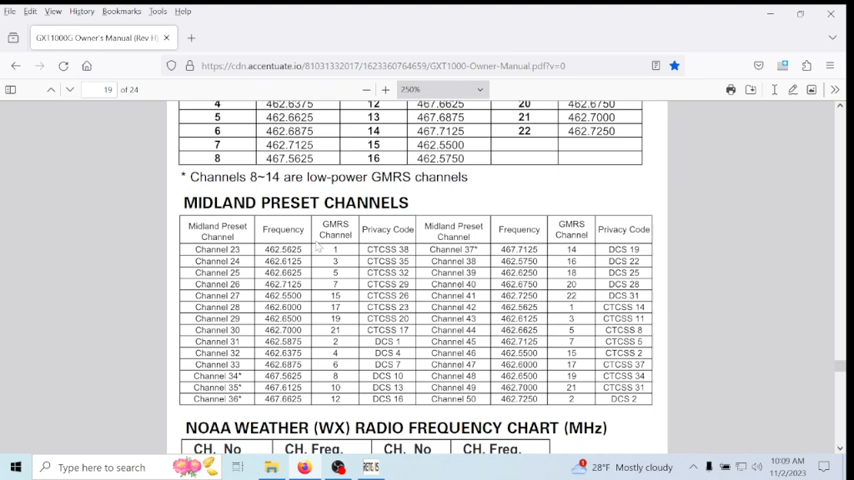 File Edit View History Bookmarks Tools Help
GXT1000G Owner's Manual (Rev H)
https://cdn.accentuate.io/81031332017/1623360764659/GXT1000-Owner-Manual.pdf?v=0
19 of 24
250%
4 462.6375 12 467.6625 20 462.6750
5 462.6625 13 467.6875 21 462.7000
6 462.6875 14 467.7125 22 462.7250
7 462.7125 15 462.5500
8 467.5625 16 462.5750
* Channels 8~14 are low-power GMRS channels
MIDLAND PRESET CHANNELS
Midland Preset Channel Frequency GMRS Channel Privacy Code Midland Preset Channel Frequency GMRS Channel Privacy Code
Channel 23 462.5625 1 CTCSS 38 Channel 37* 467.7125 14 DCS 19
Channel 24 462.6125 3 CTCSS 35 Channel 38 462.5750 16 DCS 22
Channel 25 462.6625 5 CTCSS 32 Channel 39 462.6250 18 DCS 25
Channel 26 462.7125 7 CTCSS 29 Channel 40 462.6750 20 DCS 28
Channel 27 462.5500 15 CTCSS 26 Channel 41 462.7250 22 DCS 31
Channel 28 462.6000 17 CTCSS 23 Channel 42 462.5625 1 CTCSS 14
Channel 29 462.6500 19 CTCSS 20 Channel 43 462.6125 3 CTCSS 11
Channel 30 462.7000 21 CTCSS 17 Channel 44 462.6625 5 CTCSS 8
Channel 31 462.5875 2 DCS 1 Channel 45 462.7125 7 CTCSS 5
Channel 32 462.6375 4 DCS 4 Channel 46 462.5500 15 CTCSS 2
Channel 33 462.6875 6 DCS 7 Channel 47 462.6000 17 CTCSS 37
Channel 34* 467.5625 8 DCS 10 Channel 48 462.6500 19 CTCSS 34
Channel 35* 467.6125 10 DCS 13 Channel 49 462.7000 21 CTCSS 31
Channel 36* 467.6625 12 DCS 16 Channel 50 462.5875 2 DCS 2
NOAA WEATHER (WX) RADIO FREQUENCY CHART (MHz)
CH. No CH. Freq. CH. No CH. Freq.
Type here to search
28°F Mostly cloudy
10:09 AM
11/2/2023